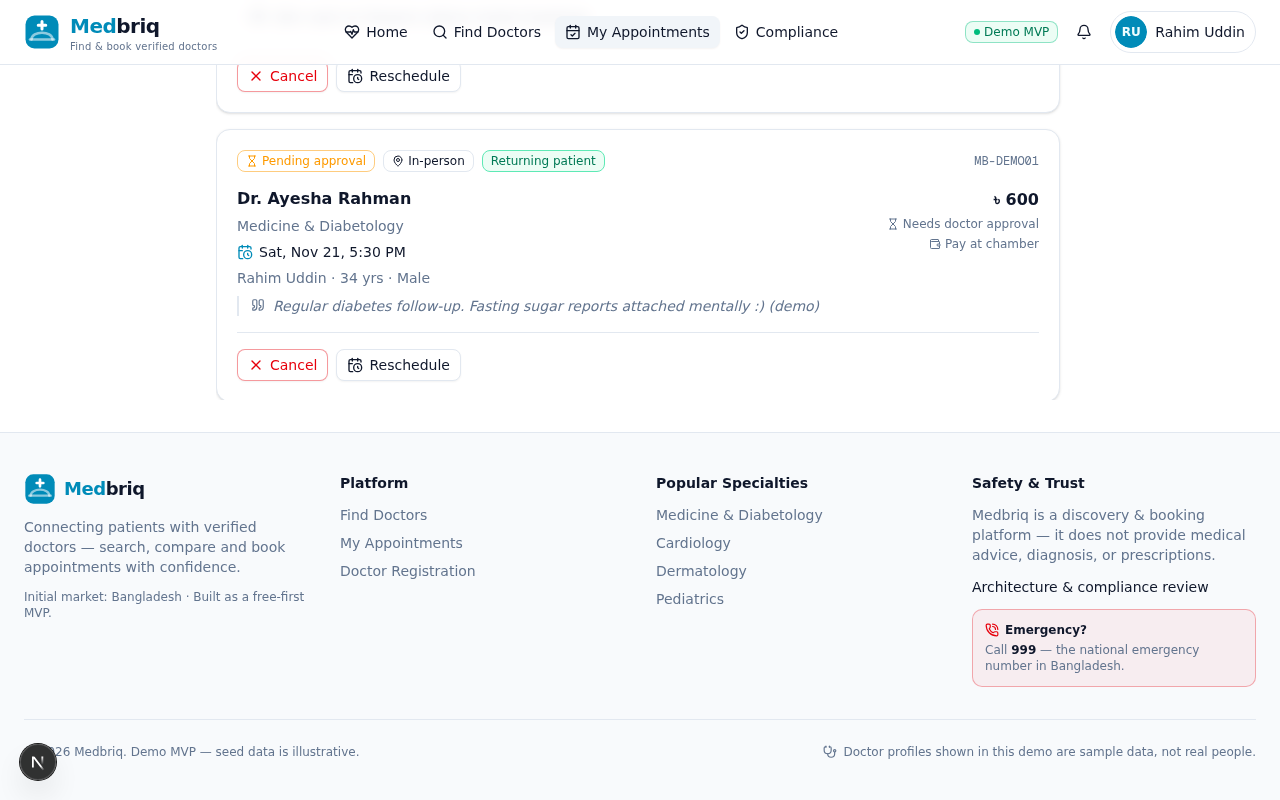 Medbriq
Find & book verified doctors
Home
Find Doctors
My Appointments
Compliance
Demo MVP
RU
Rahim Uddin
Cancel
Reschedule
Pending approval
In-person
Returning patient
MB-DEMO01
Dr. Ayesha Rahman
৳ 600
Medicine & Diabetology
Needs doctor approval
Sat, Nov 21, 5:30 PM
Pay at chamber
Rahim Uddin · 34 yrs · Male
Regular diabetes follow-up. Fasting sugar reports attached mentally :) (demo)
Cancel
Reschedule
Medbriq
Connecting patients with verified
doctors — search, compare and book
appointments with confidence.
Initial market: Bangladesh · Built as a free-first
MVP.
Platform
Find Doctors
My Appointments
Doctor Registration
Popular Specialties
Medicine & Diabetology
Cardiology
Dermatology
Pediatrics
Safety & Trust
Medbriq is a discovery & booking
platform — it does not provide medical
advice, diagnosis, or prescriptions.
Architecture & compliance review
Emergency?
Call 999 — the national emergency
number in Bangladesh.
N
26 Medbriq. Demo MVP — seed data is illustrative.
Doctor profiles shown in this demo are sample data, not real people.